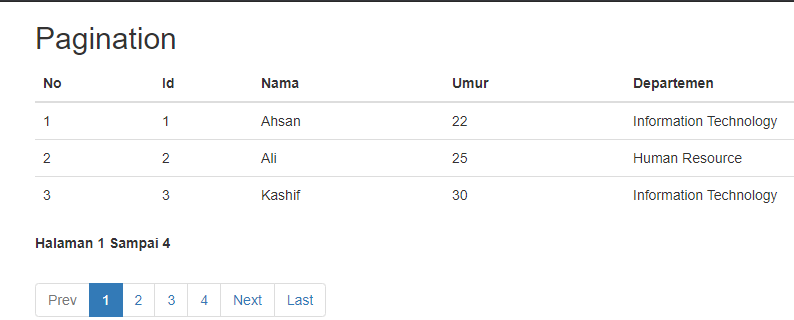 Pagination
No Id Nama Umur Departemen
1 1 Ahsan 22 Information Technology
2 2 Ali 25 Human Resource
3 3 Kashif 30 Information Technology
Halaman 1 Sampai 4
Prev 1 2 3 4 Next Last